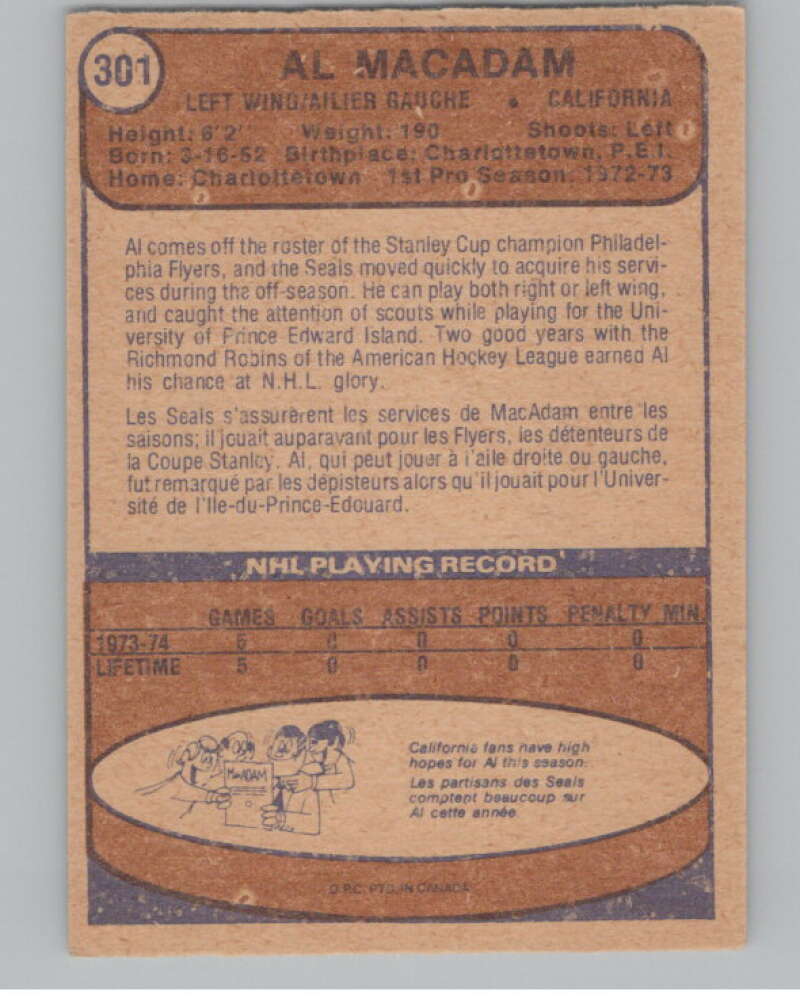 301
AL MACADAM
LEFT WING/AILIER GAUCHE • CALIFORNIA
Height: 6'2" Weight: 190 Shoots: Left
Born: 3-16-52 Birthplace: Charlottetown, P.E.I.
Home: Charlottetown 1st Pro Season: 1972-73
Al comes off the roster of the Stanley Cup champion Philadel-
phia Flyers, and the Seals moved quickly to acquire his servi-
ces during the off-season. He can play both right or left wing,
and caught the attention of scouts while playing for the Uni-
versity of Prince Edward Island. Two good years with the
Richmond Robins of the American Hockey League earned Al
his chance at N.H.L. glory.
Les Seals s'assurèrent les services de MacAdam entre les
saisons; il jouait auparavant pour les Flyers, les détenteurs de
la Coupe Stanley. Al, qui peut jouer à l'aile droite ou gauche,
fut remarqué par les dépisteurs alors qu'il jouait pour l'Univer-
sité de l'Ile-du-Prince-Edouard.
NHL PLAYING RECORD
GAMES GOALS ASSISTS POINTS PENALTY MIN.
1973-74 5 0 0 0 0
LIFETIME 5 0 0 0 0
MACADAM
California fans have high
hopes for Al this season.
Les partisans des Seals
comptent beaucoup sur
Al cette année.
O.P.C. PTD. IN CANADA